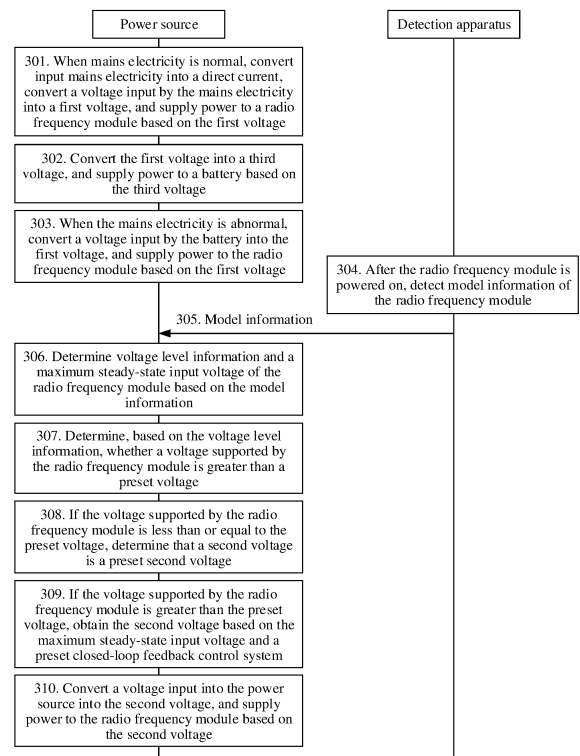 Power source
Detection apparatus
301. When mains electricity is normal, convert
input mains electricity into a direct current,
convert a voltage input by the mains electricity
into a first voltage, and supply power to a radio
frequency module based on the first voltage
302. Convert the first voltage into a third
voltage, and supply power to a battery based on
the third voltage
303. When the mains electricity is abnormal,
convert a voltage input by the battery into the
first voltage, and supply power to the radio
frequency module based on the first voltage
304. After the radio frequency module is
powered on, detect model information of
the radio frequency module
305. Model information
306. Determine voltage level information and a
maximum steady-state input voltage of the
radio frequency module based on the model
information
307. Determine, based on the voltage level
information, whether a voltage supported by
the radio frequency module is greater than a
preset voltage
308. If the voltage supported by the radio
frequency module is less than or equal to the
preset voltage, determine that a second voltage
is a preset second voltage
309. If the voltage supported by the radio
frequency module is greater than the preset
voltage, obtain the second voltage based on the
maximum steady-state input voltage and a
preset closed-loop feedback control system
310. Convert a voltage input into the power
source into the second voltage, and supply
power to the radio frequency module based on
the second voltage